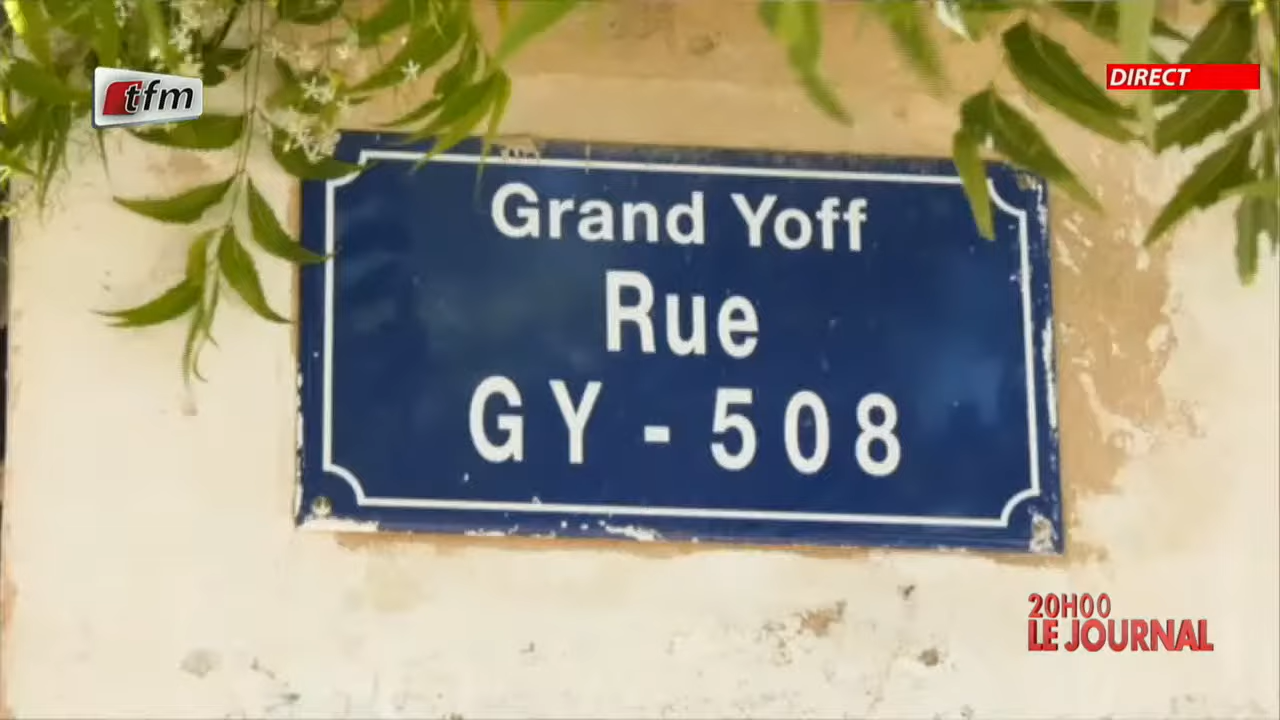 tfm
DIRECT
Grand Yoff
Rue
GY - 508
20H00
LE JOURNAL